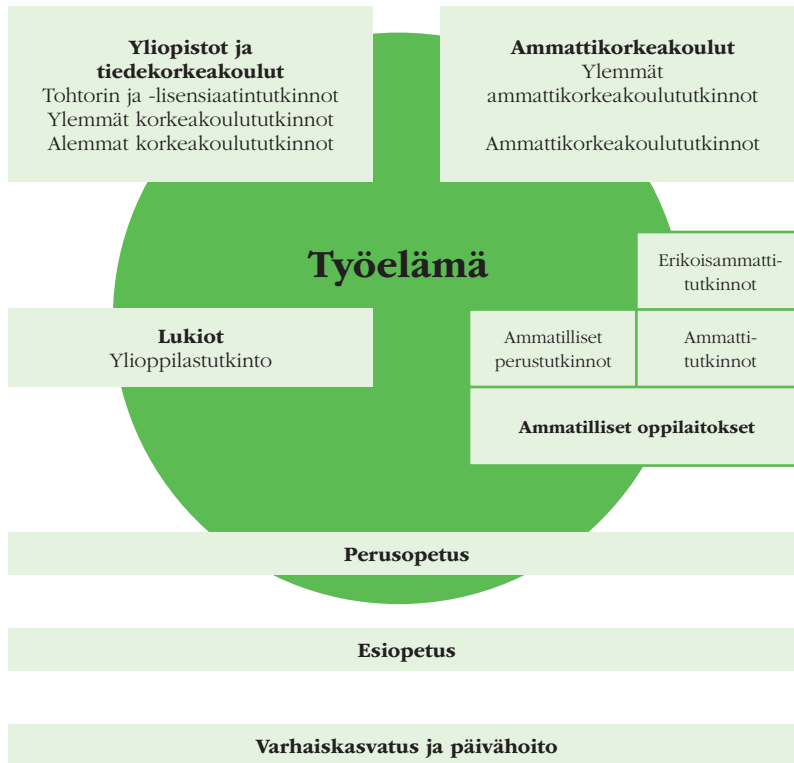 Yliopistot ja
tiedekorkeakoulut
Tohtorin ja -lisensiaatintutkinnot
Ylemmät korkeakoulututkinnot
Alemmat korkeakoulututkinnot
Ammattikorkeakoulut
Ylemmät
ammattikorkeakoulututkinnot
Ammattikorkeakoulututkinnot
Työelämä
Erikoisammatti-
tutkinnot
Lukiot
Ylioppilastutkinto
Ammatilliset
perustutkinnot
Ammatti-
tutkinnot
Ammatilliset oppilaitokset
Perusopetus
Esiopetus
Varhaiskasvatus ja päivähoito